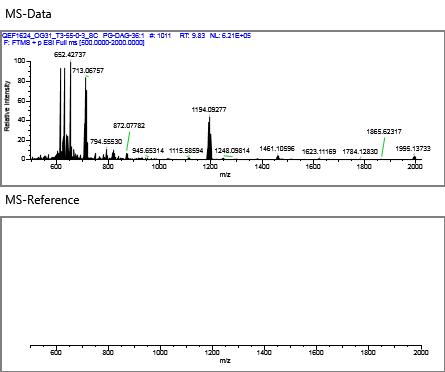 MS-Data
QEF1624_OG31_T3-55-0-3_SC PG-DAG-36:1 #: 1011 RT: 9.83 NL: 6.21E+05
F: FTMS + p ESI Full ms [500.0000-2000.0000]
Relative Intensity
100
80
60
40
20
0
652.42737
713.06757
1194.09277
872.07782
794.55530
945.65314
1115.58594
1248.09814
1461.10596
1623.11169
1784.12830
1865.62317
1995.13733
600 800 1000 1200 1400 1600 1800 2000
m/z
MS-Reference
600 800 1000 1200 1400 1600 1800 2000
m/z